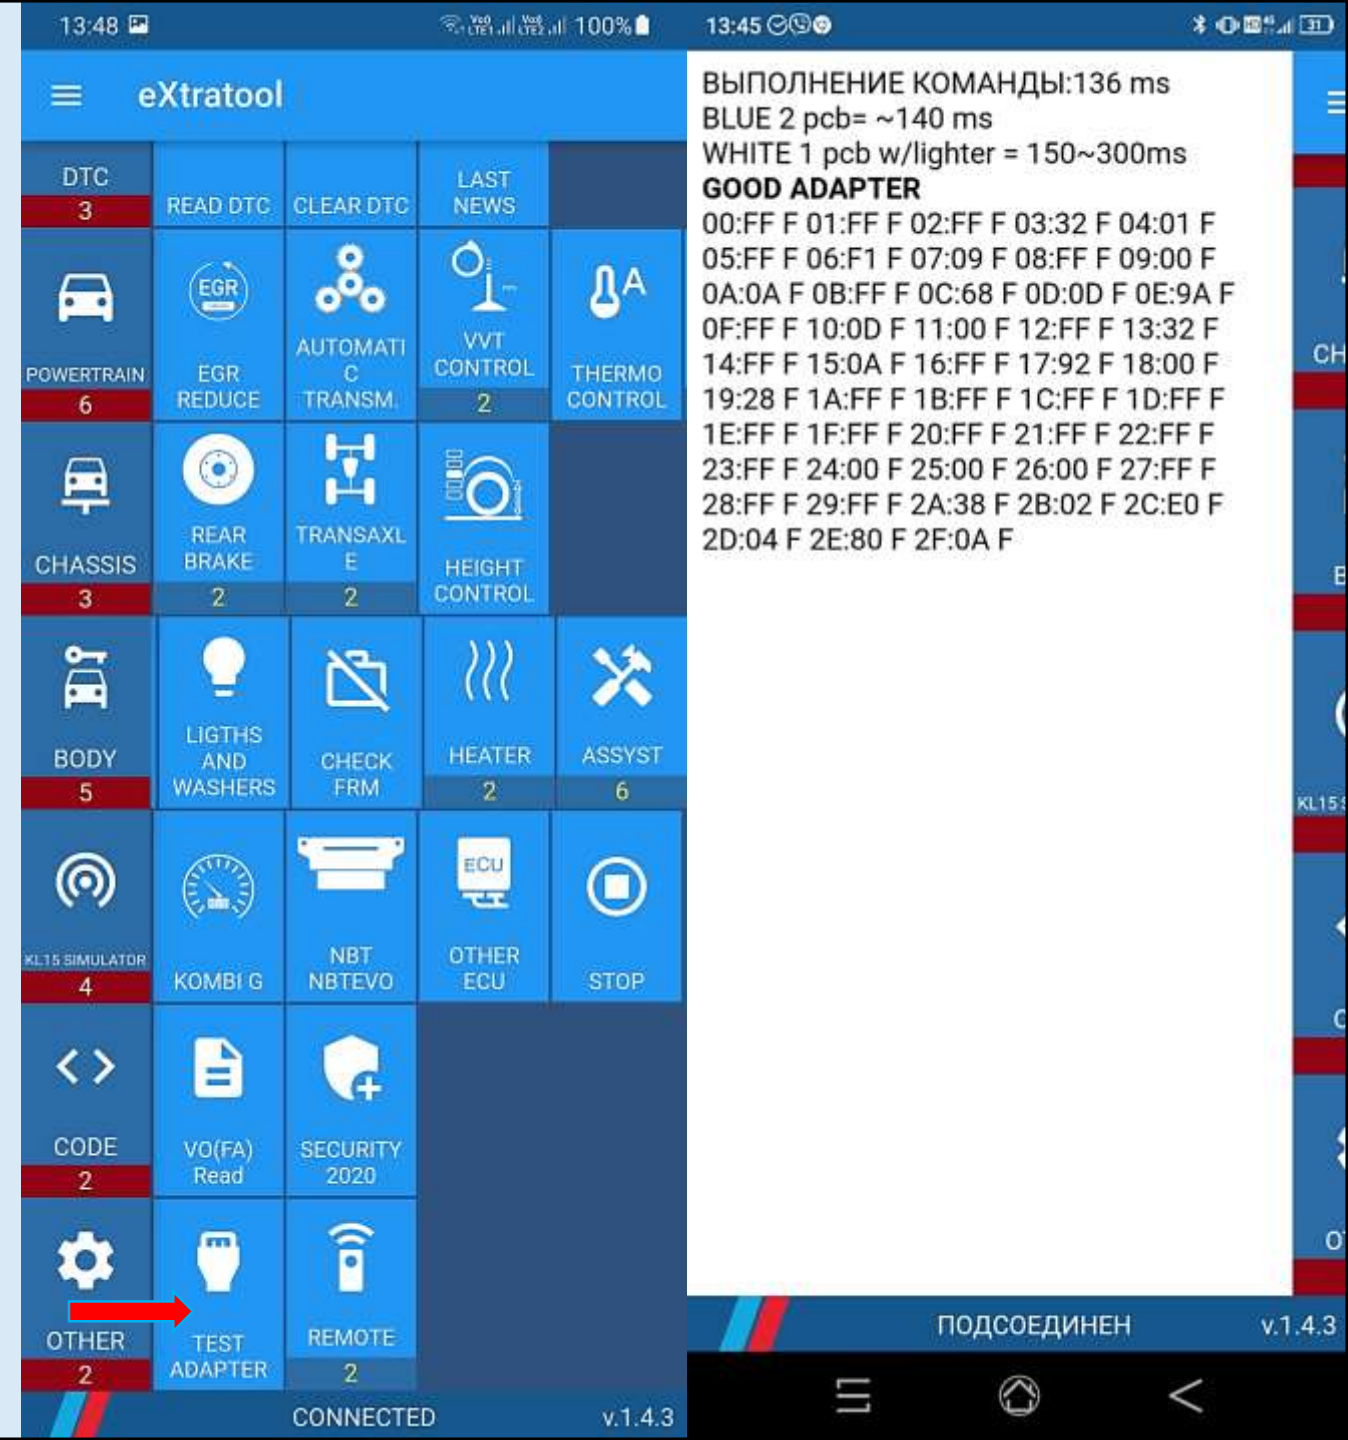 13:48
VoO LTE1 VoO LTE2 100%
eXtratool
DTC
3
READ DTC
CLEAR DTC
LAST
NEWS
POWERTRAIN
6
EGR
EGR
REDUCE
AUTOMATI
C
TRANSM.
VVT
CONTROL
2
A
THERMO
CONTROL
CHASSIS
3
REAR
BRAKE
2
TRANSAXL
E
2
HEIGHT
CONTROL
BODY
5
LIGTHS
AND
WASHERS
CHECK
FRM
HEATER
2
ASSYST
6
KL15 SIMULATOR
4
KOMBI G
NBT
NBTEVO
ECU
OTHER
ECU
STOP
CODE
2
VO(FA)
Read
SECURITY
2020
OTHER
2
TEST
ADAPTER
REMOTE
2
CONNECTED
v.1.4.3
13:45
31
ВЫПОЛНЕНИЕ КОМАНДЫ:136 ms
BLUE 2 pcb= ~140 ms
WHITE 1 pcb w/lighter = 150~300ms
GOOD ADAPTER
00:FF F 01:FF F 02:FF F 03:32 F 04:01 F
05:FF F 06:F1 F 07:09 F 08:FF F 09:00 F
0A:0A F 0B:FF F 0C:68 F 0D:0D F 0E:9A F
0F:FF F 10:0D F 11:00 F 12:FF F 13:32 F
14:FF F 15:0A F 16:FF F 17:92 F 18:00 F
19:28 F 1A:FF F 1B:FF F 1C:FF F 1D:FF F
1E:FF F 1F:FF F 20:FF F 21:FF F 22:FF F
23:FF F 24:00 F 25:00 F 26:00 F 27:FF F
28:FF F 29:FF F 2A:38 F 2B:02 F 2C:E0 F
2D:04 F 2E:80 F 2F:0A F
CH
KL15
ПОДСОЕДИНЕН
v.1.4.3